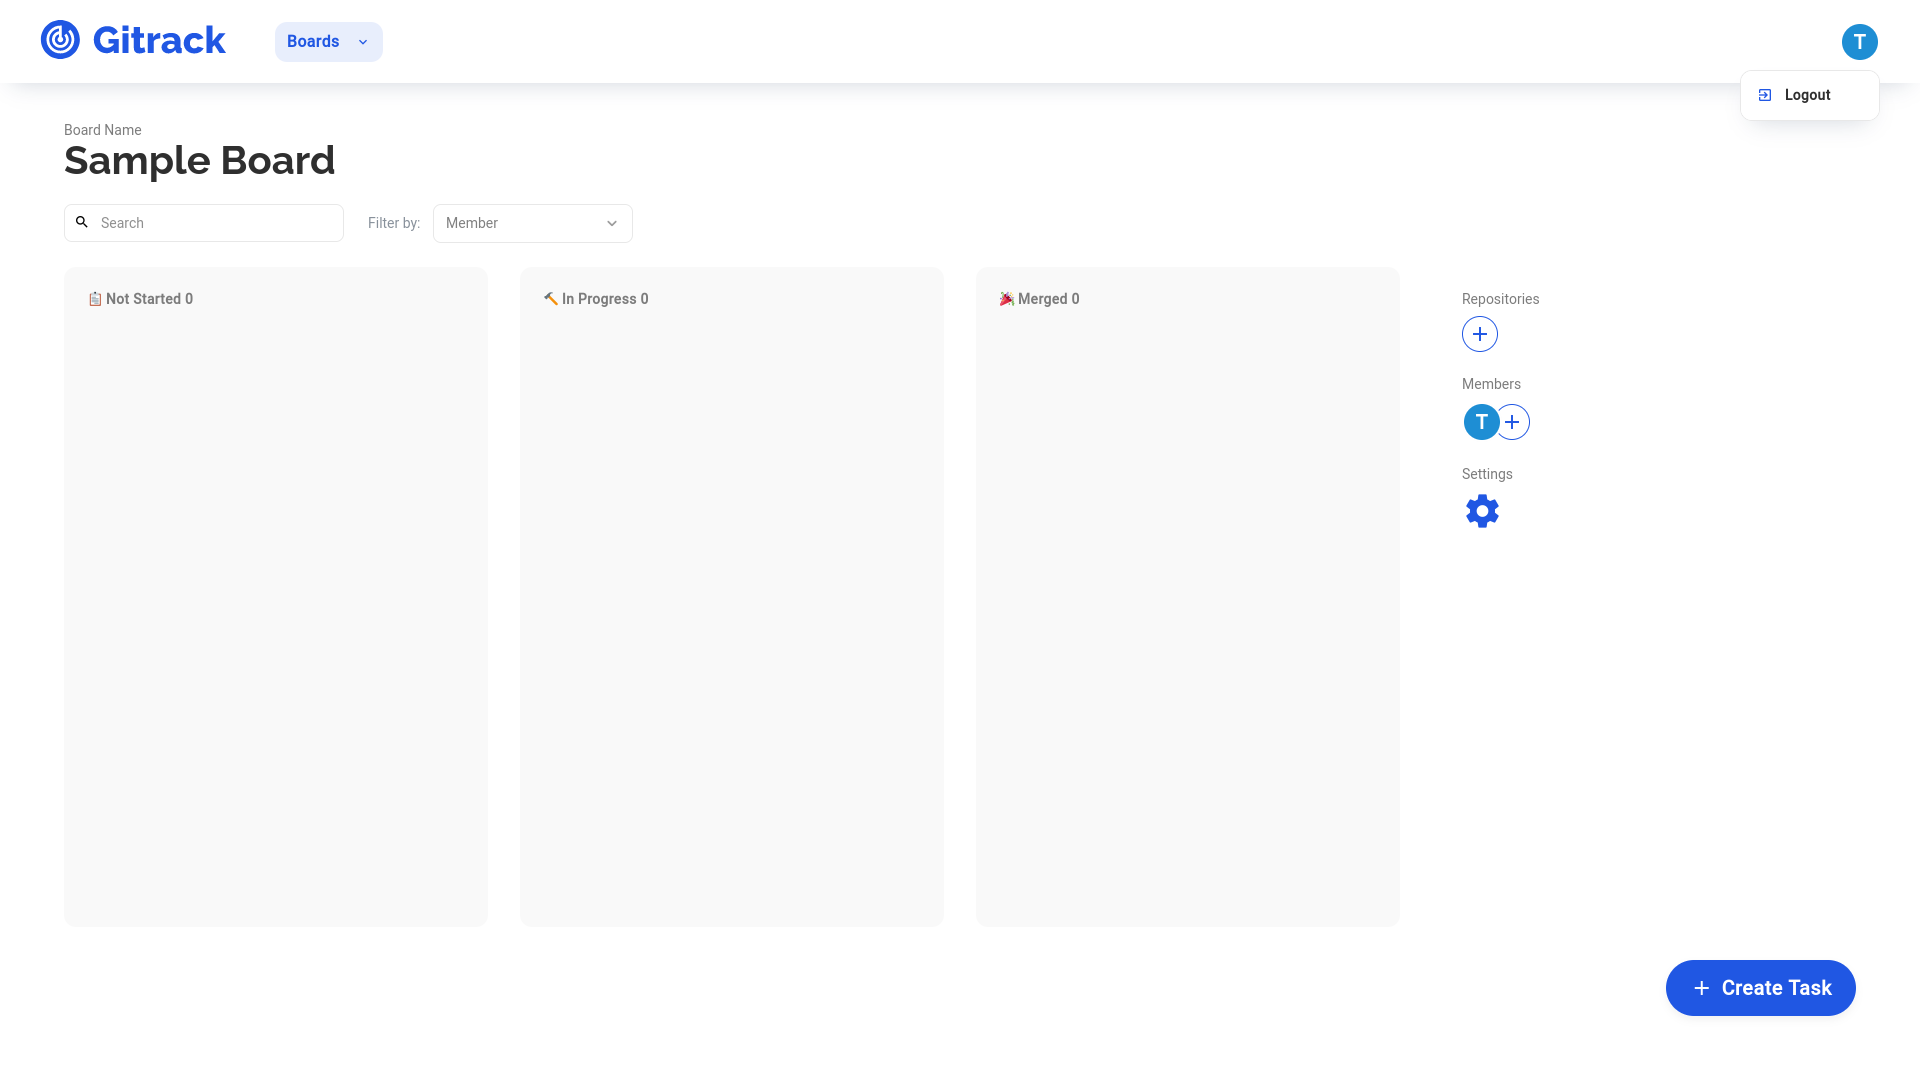 Gitrack
Boards
T
Logout
Board Name
Sample Board
Search
Filter by:
Member
Not Started 0
In Progress 0
Merged 0
Repositories
Members
T
Settings
Create Task